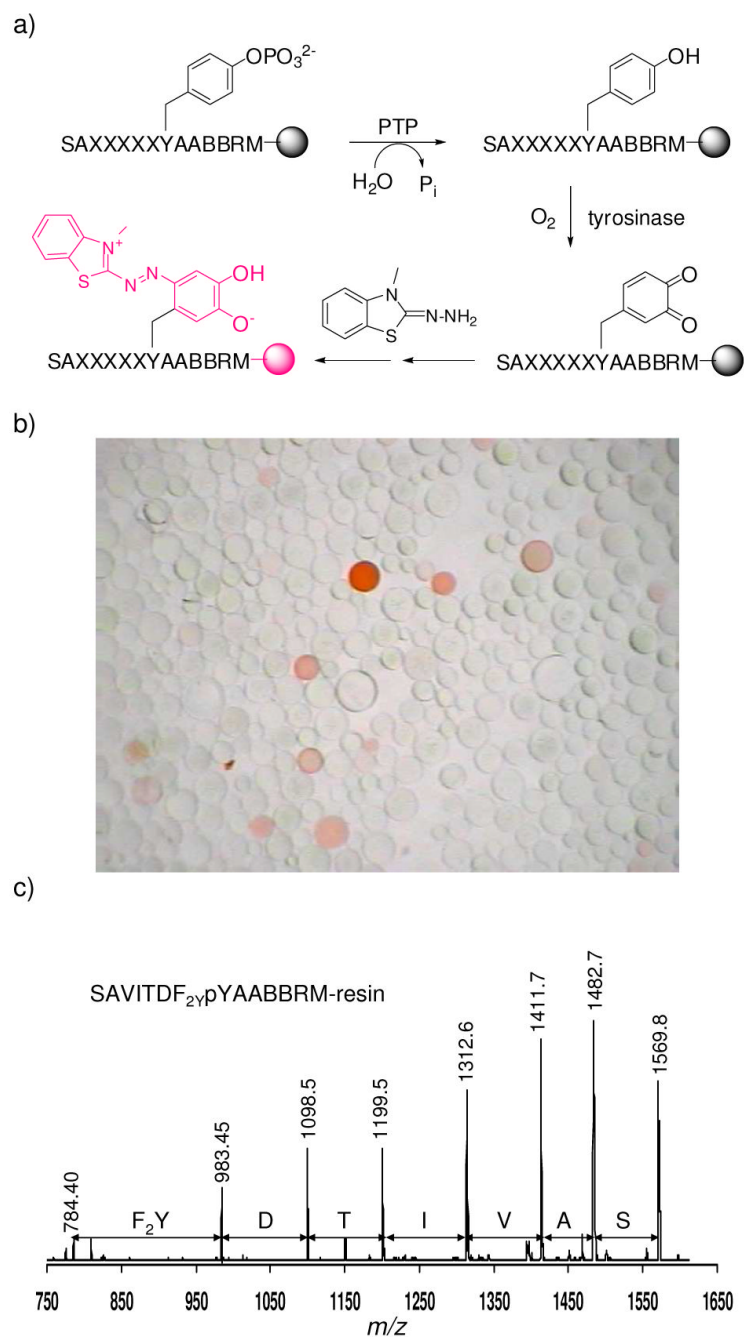 a)
OPO₃²⁻
OH
SAXXXXXYAABBRM
PTP
SAXXXXXYAABBRM
H₂O
Pᵢ
O₂
tyrosinase
N⁺
S
N
N
OH
O⁻
N
S
N-NH₂
O
O
SAXXXXXYAABBRM
SAXXXXXYAABBRM
b)
c)
SAVITDF₂YpYAABBRM-resin
784.40
983.45
1098.5
1199.5
1312.6
1411.7
1482.7
1569.8
F₂Y
D
T
I
V
A
S
750
850
950
1050
1150
1250
1350
1450
1550
1650
m/z